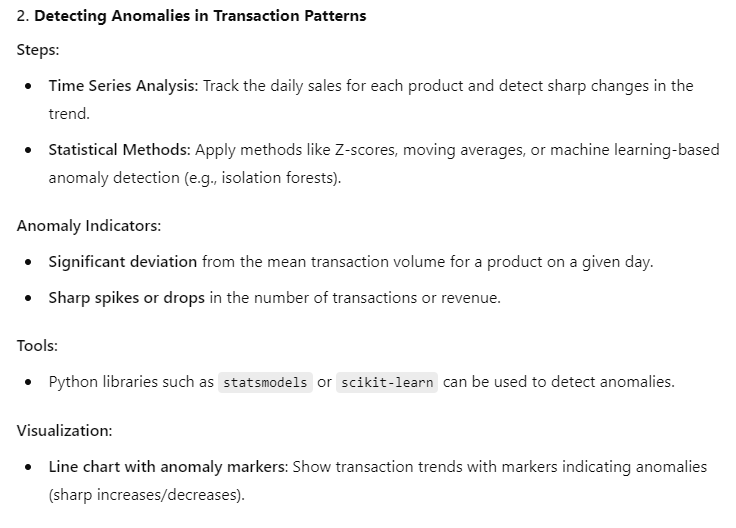 2. Detecting Anomalies in Transaction Patterns
Steps:
• Time Series Analysis: Track the daily sales for each product and detect sharp changes in the
trend.
• Statistical Methods: Apply methods like Z-scores, moving averages, or machine learning-based
anomaly detection (e.g., isolation forests).
Anomaly Indicators:
• Significant deviation from the mean transaction volume for a product on a given day.
• Sharp spikes or drops in the number of transactions or revenue.
Tools:
• Python libraries such as statsmodels or scikit-learn can be used to detect anomalies.
Visualization:
• Line chart with anomaly markers: Show transaction trends with markers indicating anomalies
(sharp increases/decreases).